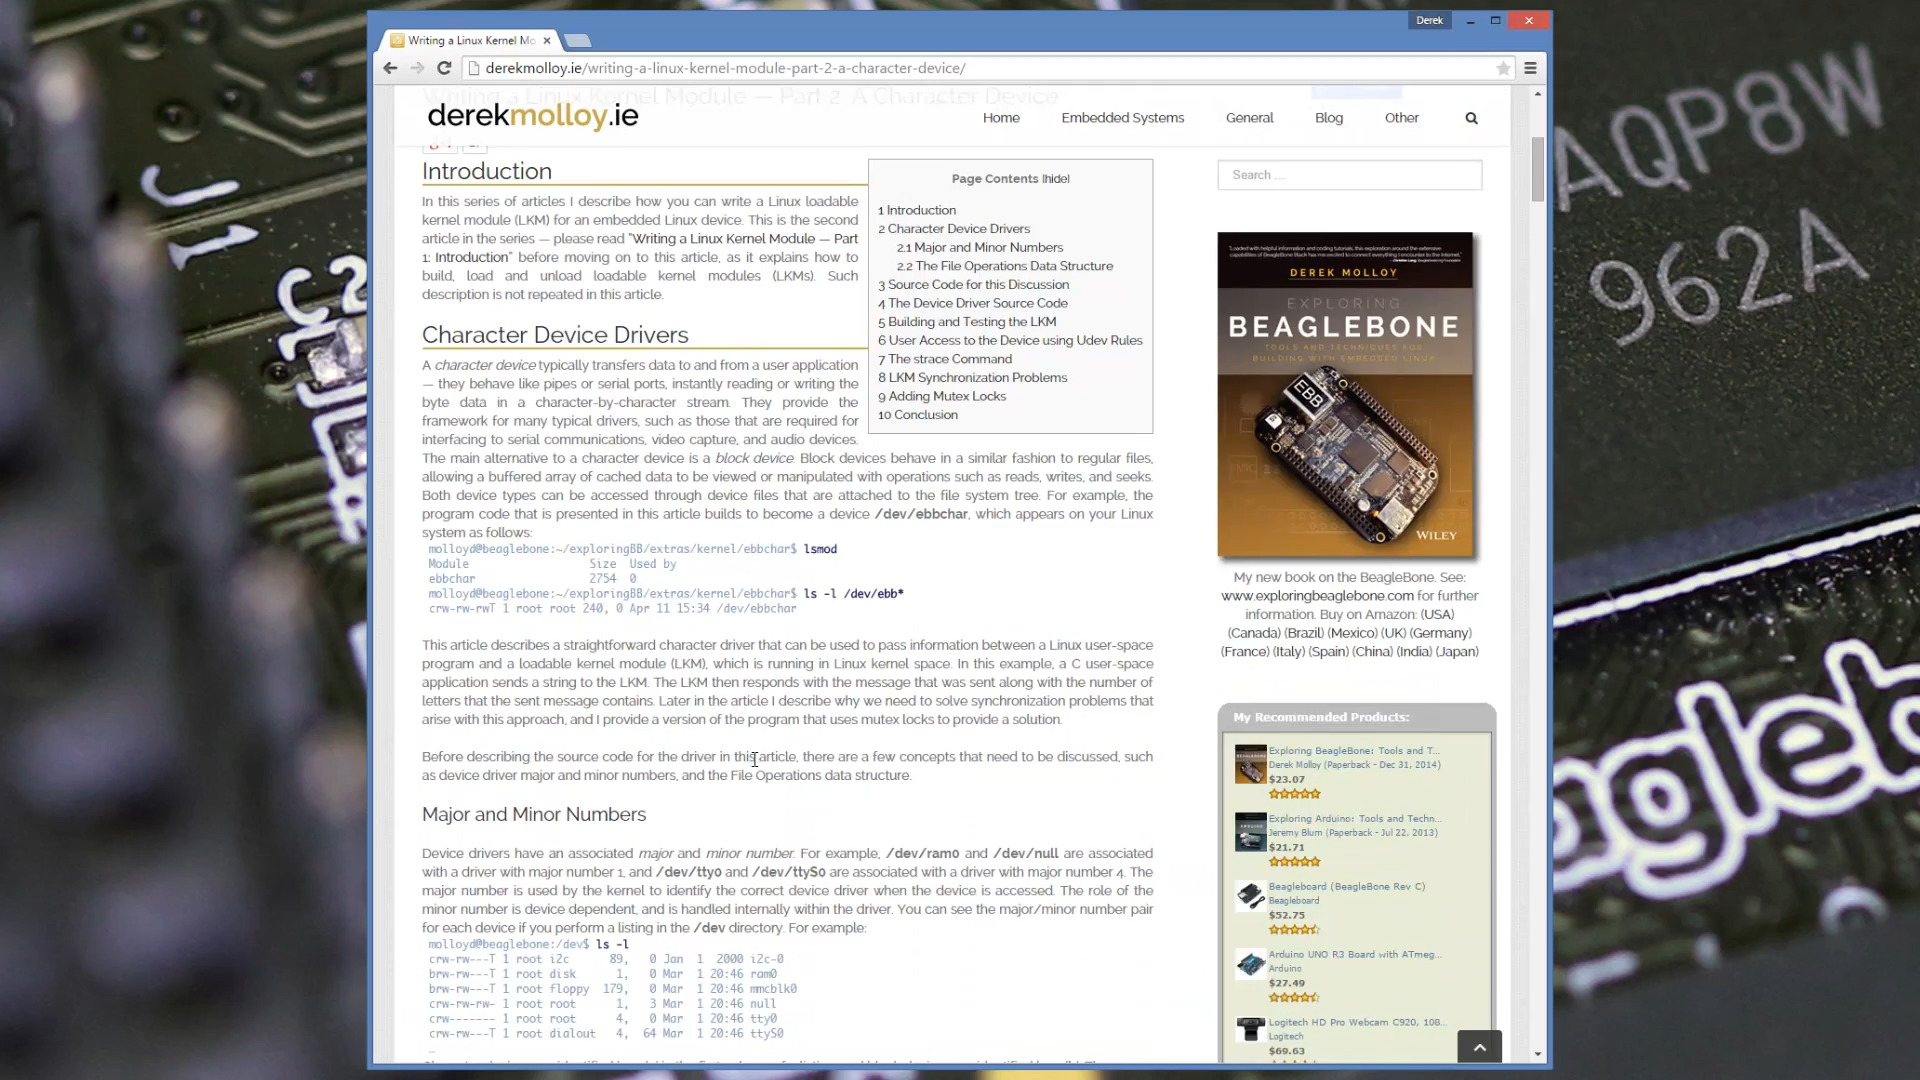 Derek
Writing a Linux Kernel Mo
derekmolloy.ie/writing-a-linux-kernel-module-part-2-a-character-device/
Writing a Linux Kernel Module — Part 2: A Character Device
derekmolloy.ie
Home
Embedded Systems
General
Blog
Other
Introduction
In this series of articles I describe how you can write a Linux loadable
kernel module (LKM) for an embedded Linux device. This is the second
article in the series — please read "Writing a Linux Kernel Module — Part
1: Introduction" before moving on to this article, as it explains how to
build, load and unload loadable kernel modules (LKMs). Such
description is not repeated in this article.
Page Contents [hide]
1 Introduction
2 Character Device Drivers
2.1 Major and Minor Numbers
2.2 The File Operations Data Structure
3 Source Code for this Discussion
4 The Device Driver Source Code
5 Building and Testing the LKM
6 User Access to the Device using Udev Rules
7 The strace Command
8 LKM Synchronization Problems
9 Adding Mutex Locks
10 Conclusion
Character Device Drivers
A character device typically transfers data to and from a user application
— they behave like pipes or serial ports, instantly reading or writing the
byte data in a character-by-character stream. They provide the
framework for many typical drivers, such as those that are required for
interfacing to serial communications, video capture, and audio devices.
The main alternative to a character device is a block device. Block devices behave in a similar fashion to regular files,
allowing a buffered array of cached data to be viewed or manipulated with operations such as reads, writes, and seeks.
Both device types can be accessed through device files that are attached to the file system tree. For example, the
program code that is presented in this article builds to become a device /dev/ebbchar, which appears on your Linux
system as follows:
molloyd@beaglebone:~/exploringBB/extras/kernel/ebbchar$ lsmod
Module Size Used by
ebbchar 2754 0
molloyd@beaglebone:~/exploringBB/extras/kernel/ebbchar$ ls -l /dev/ebb*
crw-rw-rwT 1 root root 240, 0 Apr 11 15:34 /dev/ebbchar
This article describes a straightforward character driver that can be used to pass information between a Linux user-space
program and a loadable kernel module (LKM), which is running in Linux kernel space. In this example, a C user-space
application sends a string to the LKM. The LKM then responds with the message that was sent along with the number of
letters that the sent message contains. Later in the article I describe why we need to solve synchronization problems that
arise with this approach, and I provide a version of the program that uses mutex locks to provide a solution.
Before describing the source code for the driver in this article, there are a few concepts that need to be discussed, such
as device driver major and minor numbers, and the File Operations data structure.
Major and Minor Numbers
Device drivers have an associated major and minor number. For example, /dev/ram0 and /dev/null are associated
with a driver with major number 1, and /dev/tty0 and /dev/ttyS0 are associated with a driver with major number 4. The
major number is used by the kernel to identify the correct device driver when the device is accessed. The role of the
minor number is device dependent, and is handled internally within the driver. You can see the major/minor number pair
for each device if you perform a listing in the /dev directory. For example:
molloyd@beaglebone:/dev$ ls -l
crw-rw---T 1 root i2c 89, 0 Jan 1 2000 i2c-0
brw-rw---T 1 root disk 1, 0 Mar 1 20:46 ram0
brw-rw---T 1 root floppy 179, 0 Mar 1 20:46 mmcblk0
crw-rw-rw- 1 root root 1, 3 Mar 1 20:46 null
crw------- 1 root root 4, 0 Mar 1 20:46 tty0
crw-rw---T 1 root dialout 4, 64 Mar 1 20:46 ttyS0
Search ...
DEREK MOLLOY
EXPLORING
BEAGLEBONE
TOOLS AND TECHNIQUES FOR
BUILDING WITH EMBEDDED LINUX
EBB
WILEY
My new book on the BeagleBone. See:
www.exploringbeaglebone.com for further
information. Buy on Amazon: (USA)
(Canada) (Brazil) (Mexico) (UK) (Germany)
(France) (Italy) (Spain) (China) (India) (Japan)
My Recommended Products:
Exploring BeagleBone: Tools and T...
Derek Molloy (Paperback - Dec 31, 2014)
$23.07
Exploring Arduino: Tools and Techn...
Jeremy Blum (Paperback - Jul 22, 2013)
$21.71
Beagleboard (BeagleBone Rev C)
Beagleboard
$52.75
Arduino UNO R3 Board with ATmeg...
Arduino
$27.49
Logitech HD Pro Webcam C920, 108...
Logitech
$69.63
J1
C2
AQP8W
962A
agleb